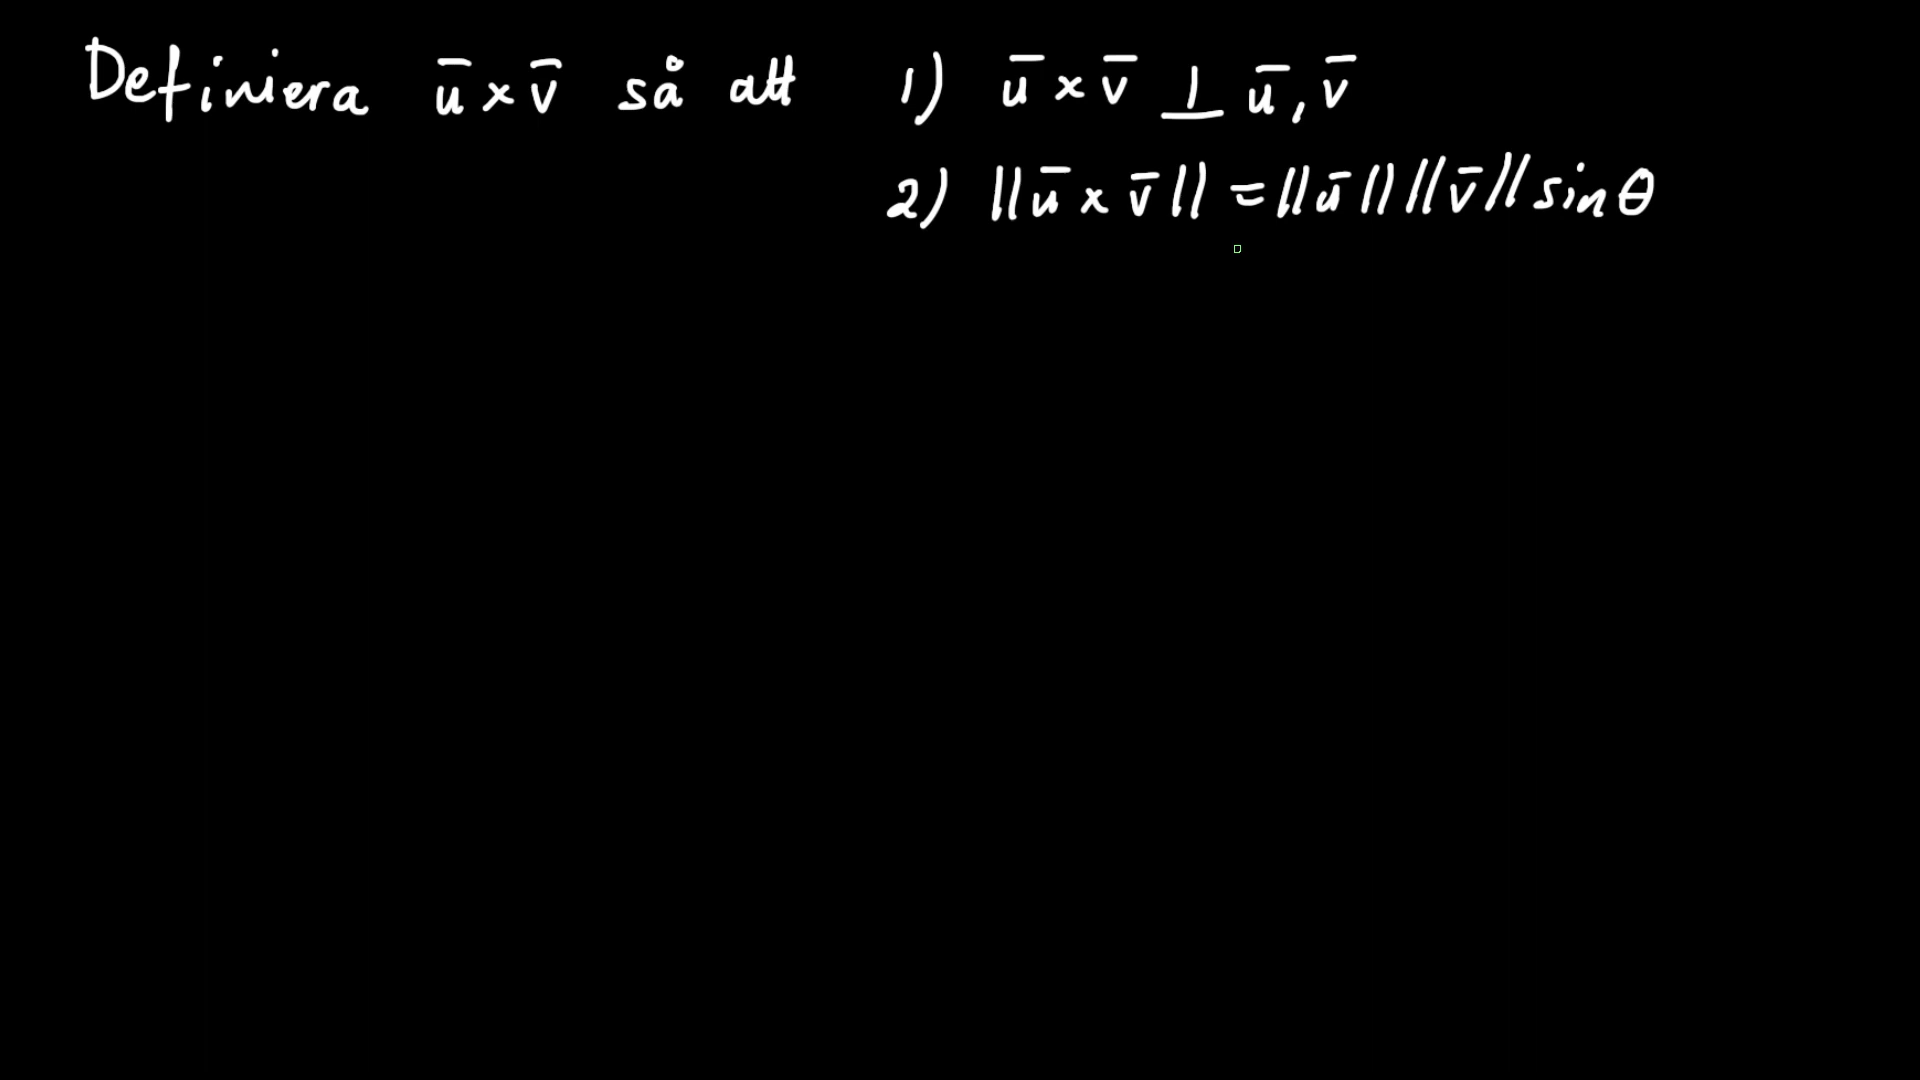 Definiera u̅ × v̅ så att 1) u̅ × v̅ ⊥ u̅, v̅
2) ||u̅ × v̅|| = ||u̅|| ||v̅|| sin θ